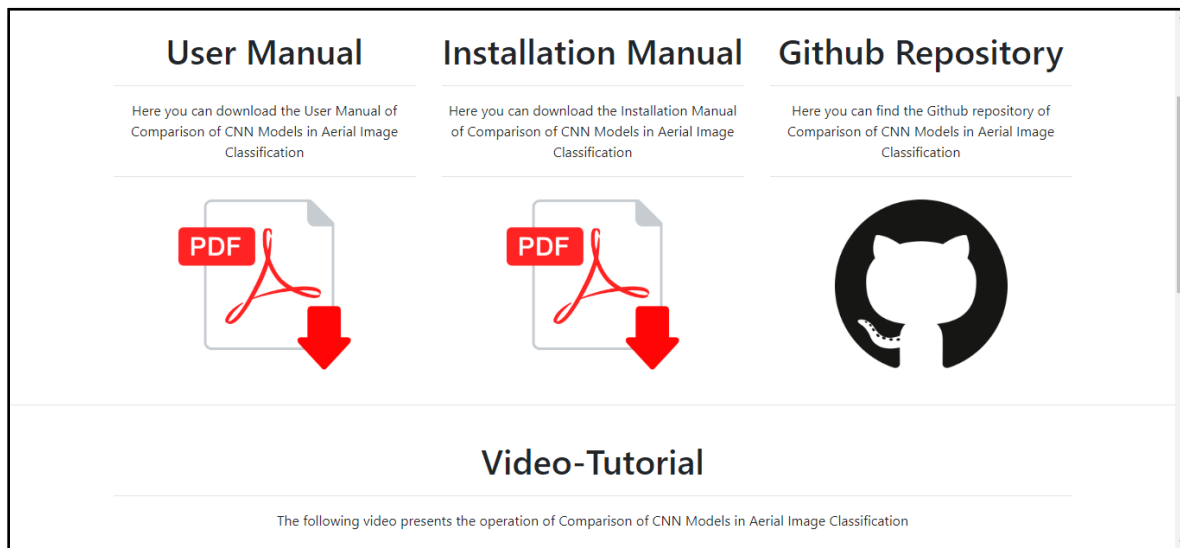 User Manual
Here you can download the User Manual of
Comparison of CNN Models in Aerial Image
Classification
PDF
Installation Manual
Here you can download the Installation Manual
of Comparison of CNN Models in Aerial Image
Classification
PDF
Github Repository
Here you can find the Github repository of
Comparison of CNN Models in Aerial Image
Classification
Video-Tutorial
The following video presents the operation of Comparison of CNN Models in Aerial Image Classification